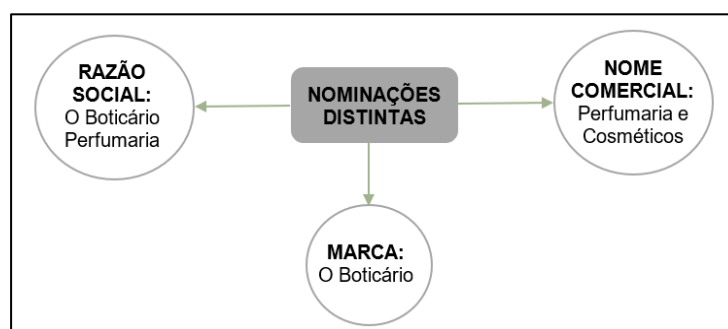 RAZÃO
SOCIAL:
O Boticário
Perfumaria
NOMINAÇÕES
DISTINTAS
NOME
COMERCIAL:
Perfumaria e
Cosméticos
MARCA:
O Boticário